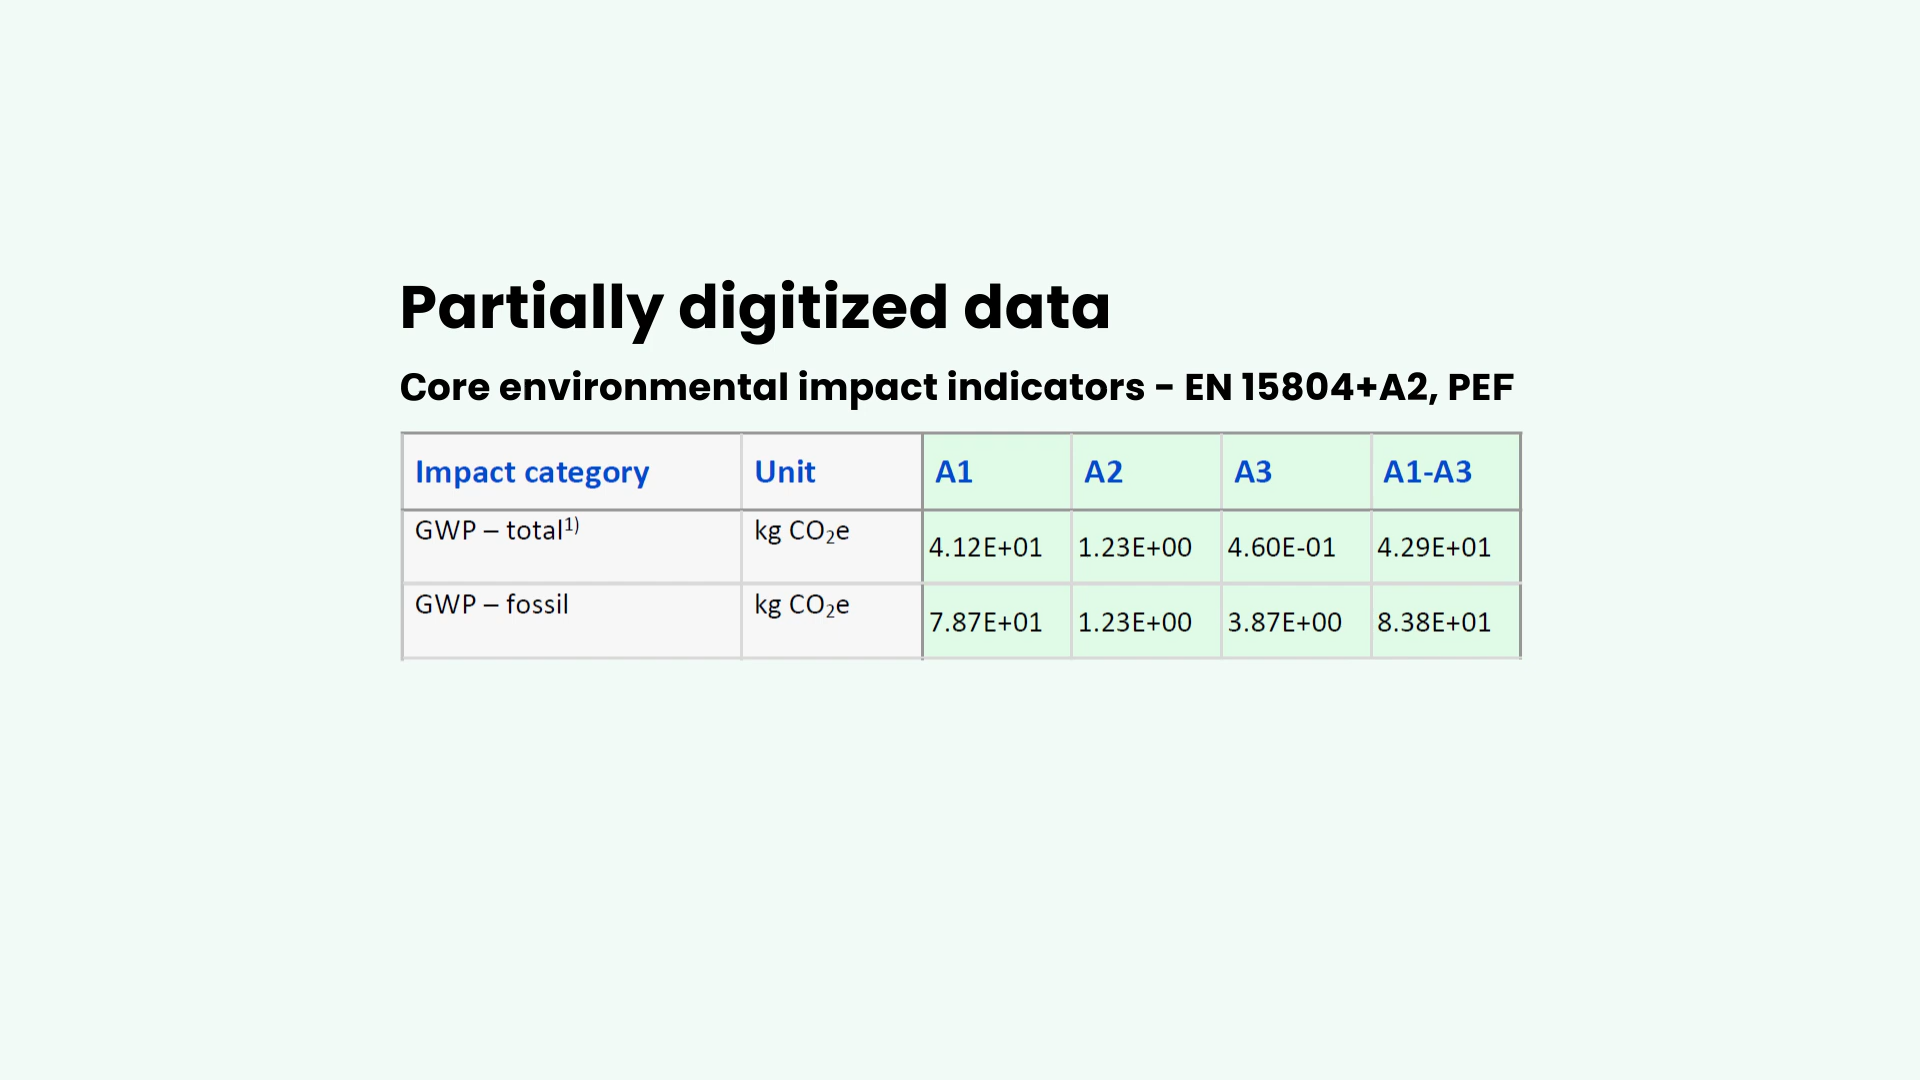 Partially digitized data
Core environmental impact indicators - EN 15804+A2, PEF
Impact category Unit A1 A2 A3 A1-A3
GWP – total¹⁾ kg CO₂e 4.12E+01 1.23E+00 4.60E-01 4.29E+01
GWP – fossil kg CO₂e 7.87E+01 1.23E+00 3.87E+00 8.38E+01